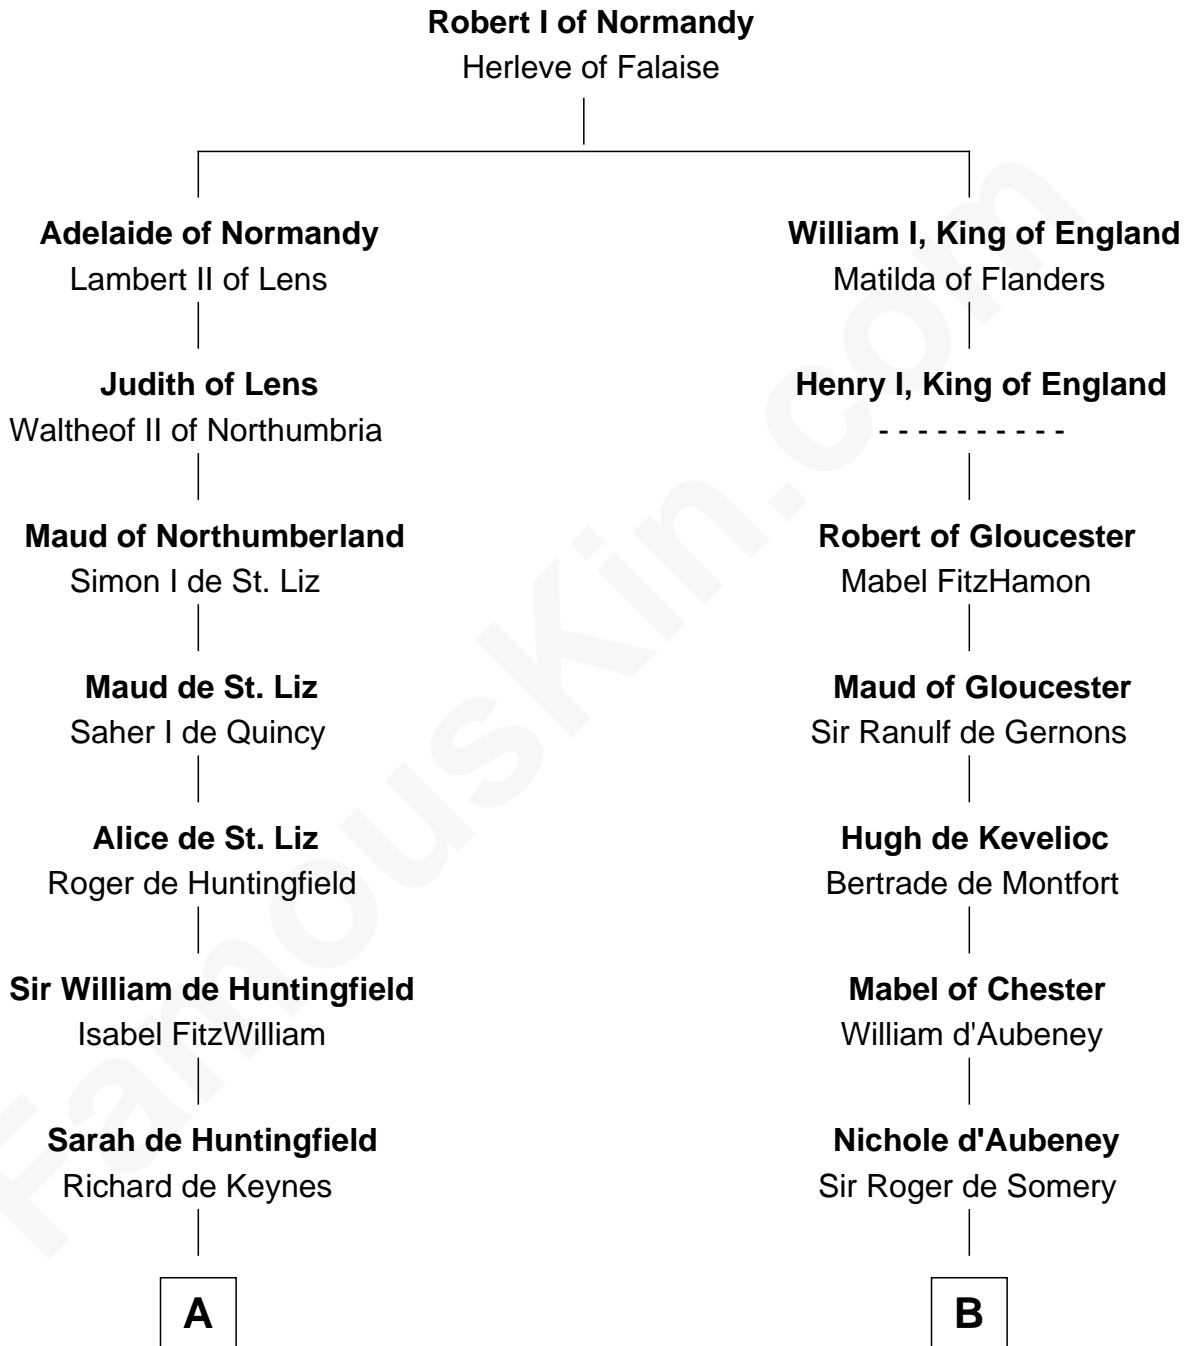 Robert I of Normandy
Herleve of Falaise
Adelaide of Normandy
Lambert II of Lens
William I, King of England
Matilda of Flanders
Judith of Lens
Waltheof II of Northumbria
Henry I, King of England
- - - - - - - - - -
Maud of Northumberland
Simon I de St. Liz
Robert of Gloucester
Mabel FitzHamon
Maud de St. Liz
Saher I de Quincy
Maud of Gloucester
Sir Ranulf de Gernons
Alice de St. Liz
Roger de Huntingfield
Hugh de Kevelioc
Bertrade de Montfort
Sir William de Huntingfield
Isabel FitzWilliam
Mabel of Chester
William d'Aubeney
Sarah de Huntingfield
Richard de Keynes
Nichole d'Aubeney
Sir Roger de Somery
A
B
FamousKin.com